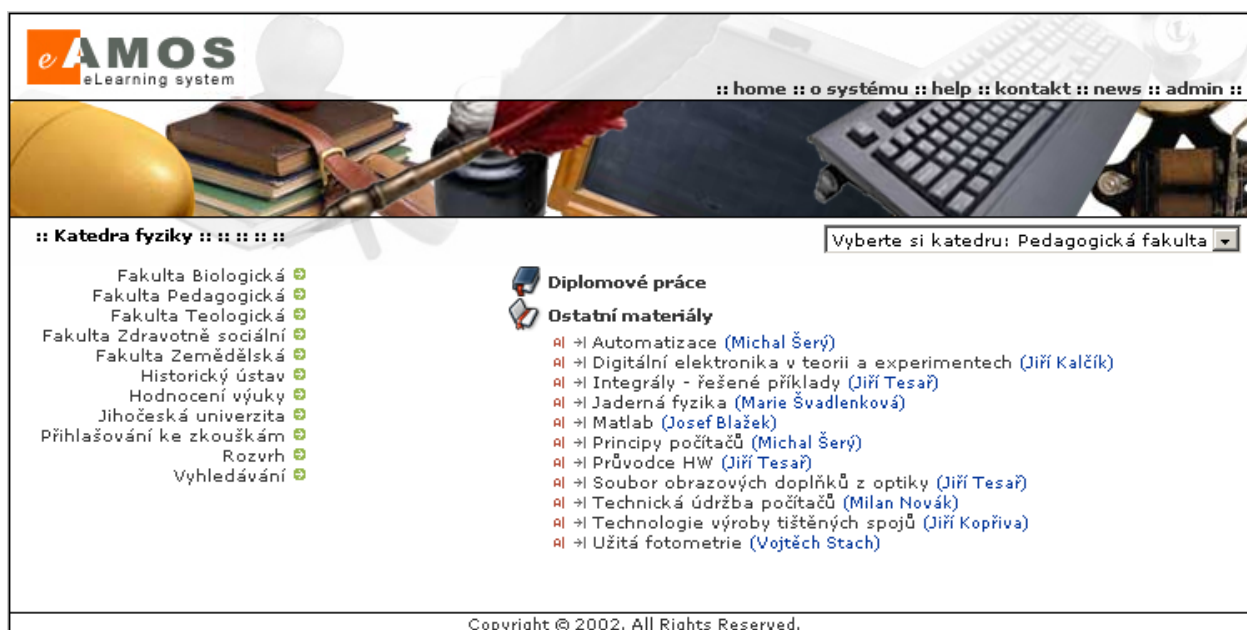 eAMOS
eLearning system
:: home :: o systému :: help :: kontakt :: news :: admin ::
:: Katedra fyziky :: :: :: :: ::
Vyberte si katedru: Pedagogická fakulta
Fakulta Biologická
Fakulta Pedagogická
Fakulta Teologická
Fakulta Zdravotně sociální
Fakulta Zemědělská
Historický ústav
Hodnocení výuky
Jihočeská univerzita
Přihlašování ke zkouškám
Rozvrh
Vyhledávání
Diplomové práce
Ostatní materiály
A| →| Automatizace (Michal Šerý)
A| →| Digitální elektronika v teorii a experimentech (Jiří Kalčík)
A| →| Integrály - řešené příklady (Jiří Tesař)
A| →| Jaderná fyzika (Marie Švadlenková)
A| →| Matlab (Josef Blažek)
A| →| Principy počítačů (Michal Šerý)
A| →| Průvodce HW (Jiří Tesař)
A| →| Soubor obrazových doplňků z optiky (Jiří Tesař)
A| →| Technická údržba počítačů (Milan Novák)
A| →| Technologie výroby tištěných spojů (Jiří Kopřiva)
A| →| Užitá fotometrie (Vojtěch Stach)
Copyright © 2002. All Rights Reserved.